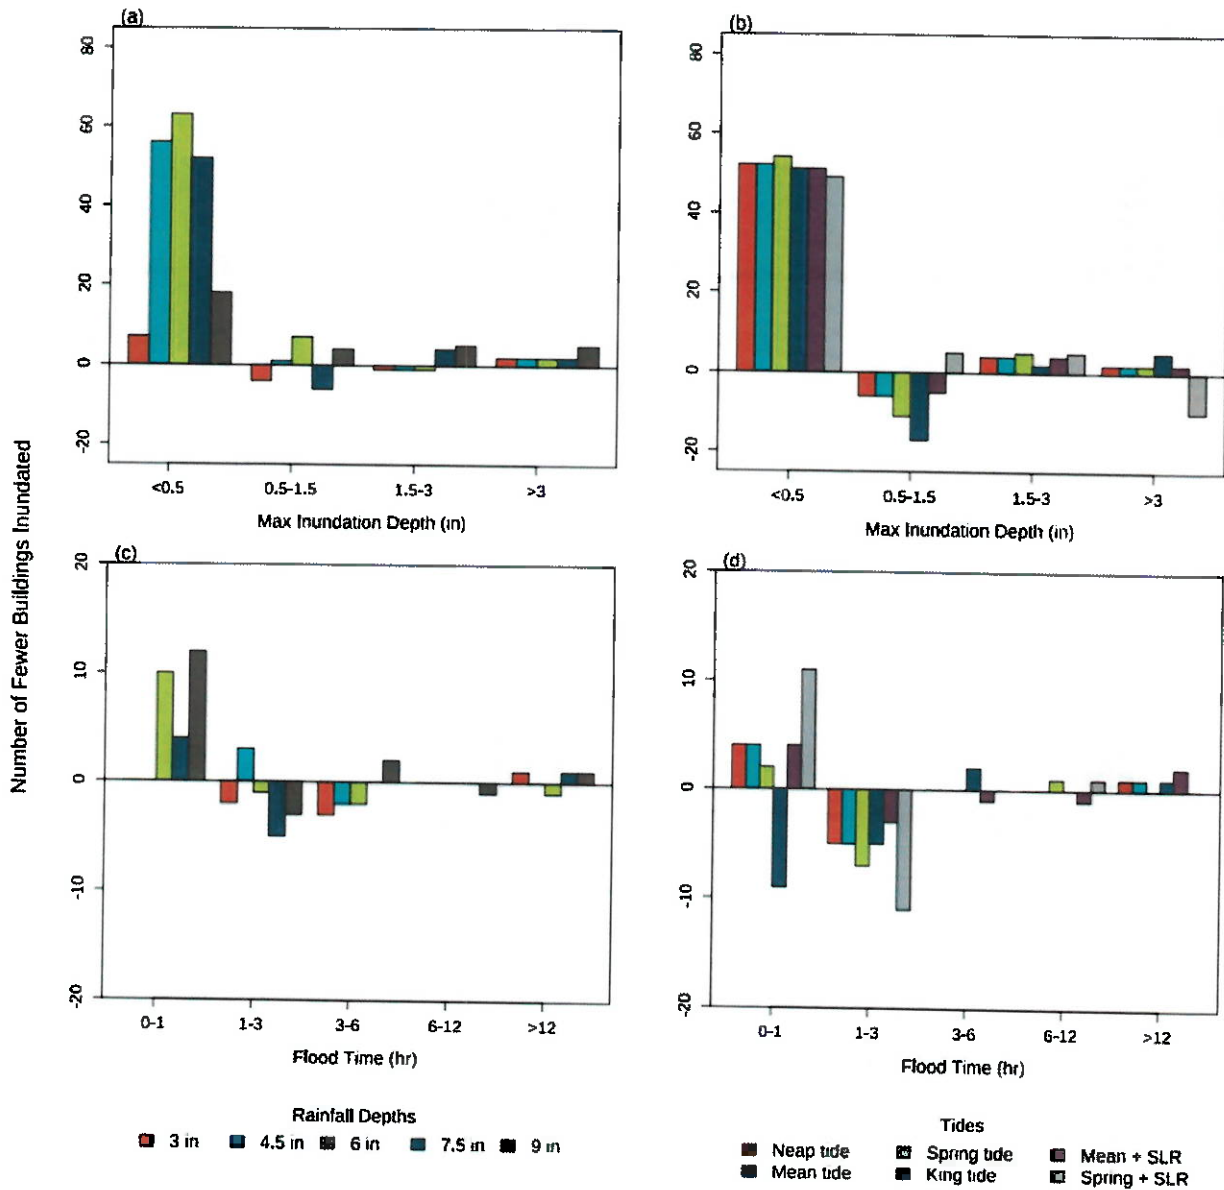 (a)
80
60
40
20
0
-20
<0.5 0.5-1.5 1.5-3 >3
Max Inundation Depth (in)
(b)
80
60
40
20
0
-20
<0.5 0.5-1.5 1.5-3 >3
Max Inundation Depth (in)
Number of Fewer Buildings Inundated
(c)
20
10
0
-10
-20
0-1 1-3 3-6 6-12 >12
Flood Time (hr)
(d)
20
10
0
-10
-20
0-1 1-3 3-6 6-12 >12
Flood Time (hr)
Rainfall Depths
3 in 4.5 in 6 in 7.5 in 9 in
Tides
Neap tide Spring tide Mean + SLR
Mean tide King tide Spring + SLR